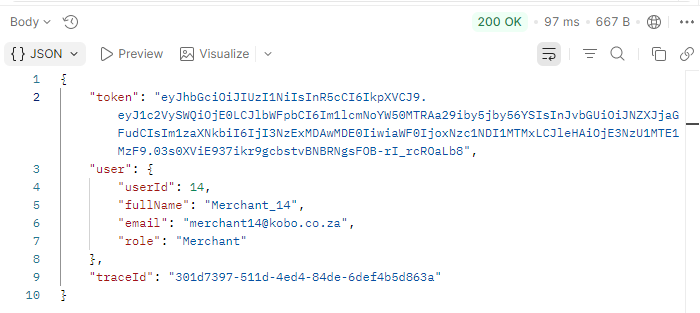 Body
200 OK • 97 ms • 667 B
{} JSON Preview Visualize
1 {
2 "token": "eyJhbGciOiJIUzI1NiIsInR5cCI6IkpXVCJ9.
eyJ1c2VySWQiOjE0LCJlbWFpbCI6Im1lcmNoYW50MTRAa29iby5jby56YSIsInJvbGUiOiJNZXJjaG
FudCIsIm1zaXNkbiI6IjI3NzExMDAwMDE0IiwiaWF0IjoxNzc1NDI1MTMxLCJleHAiOjE3NzU1MTE1
MzF9.03s0XViE937ikr9gcbstvBNBRNgsFOB-rI_rcROaLb8",
3 "user": {
4 "userId": 14,
5 "fullName": "Merchant_14",
6 "email": "merchant14@kobo.co.za",
7 "role": "Merchant"
8 },
9 "traceId": "301d7397-511d-4ed4-84de-6def4b5d863a"
10 }